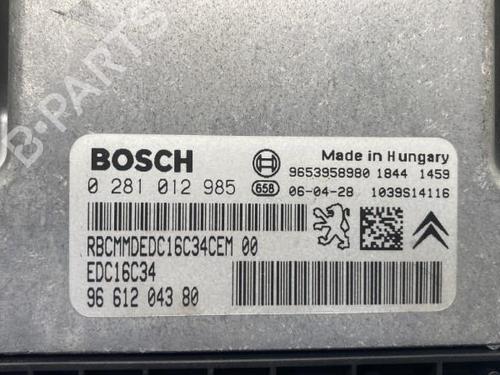 B-PARTS
BOSCH
Made in Hungary
9653958980 1844 1459
0 281 012 985
658
06-04-28 1039S14116
RBCMMDEDC16C34CEM 00
EDC16C34
96 612 043 80